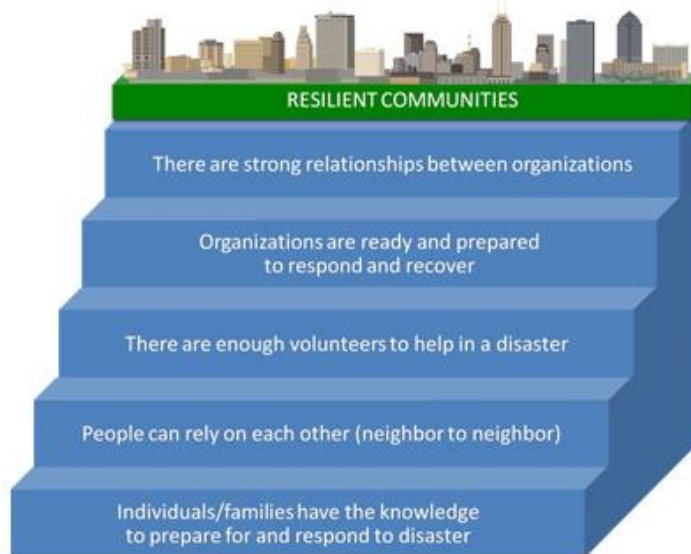 RESILIENT COMMUNITIES
There are strong relationships between organizations
Organizations are ready and prepared
to respond and recover
There are enough volunteers to help in a disaster
People can rely on each other (neighbor to neighbor)
Individuals/families have the knowledge
to prepare for and respond to disaster